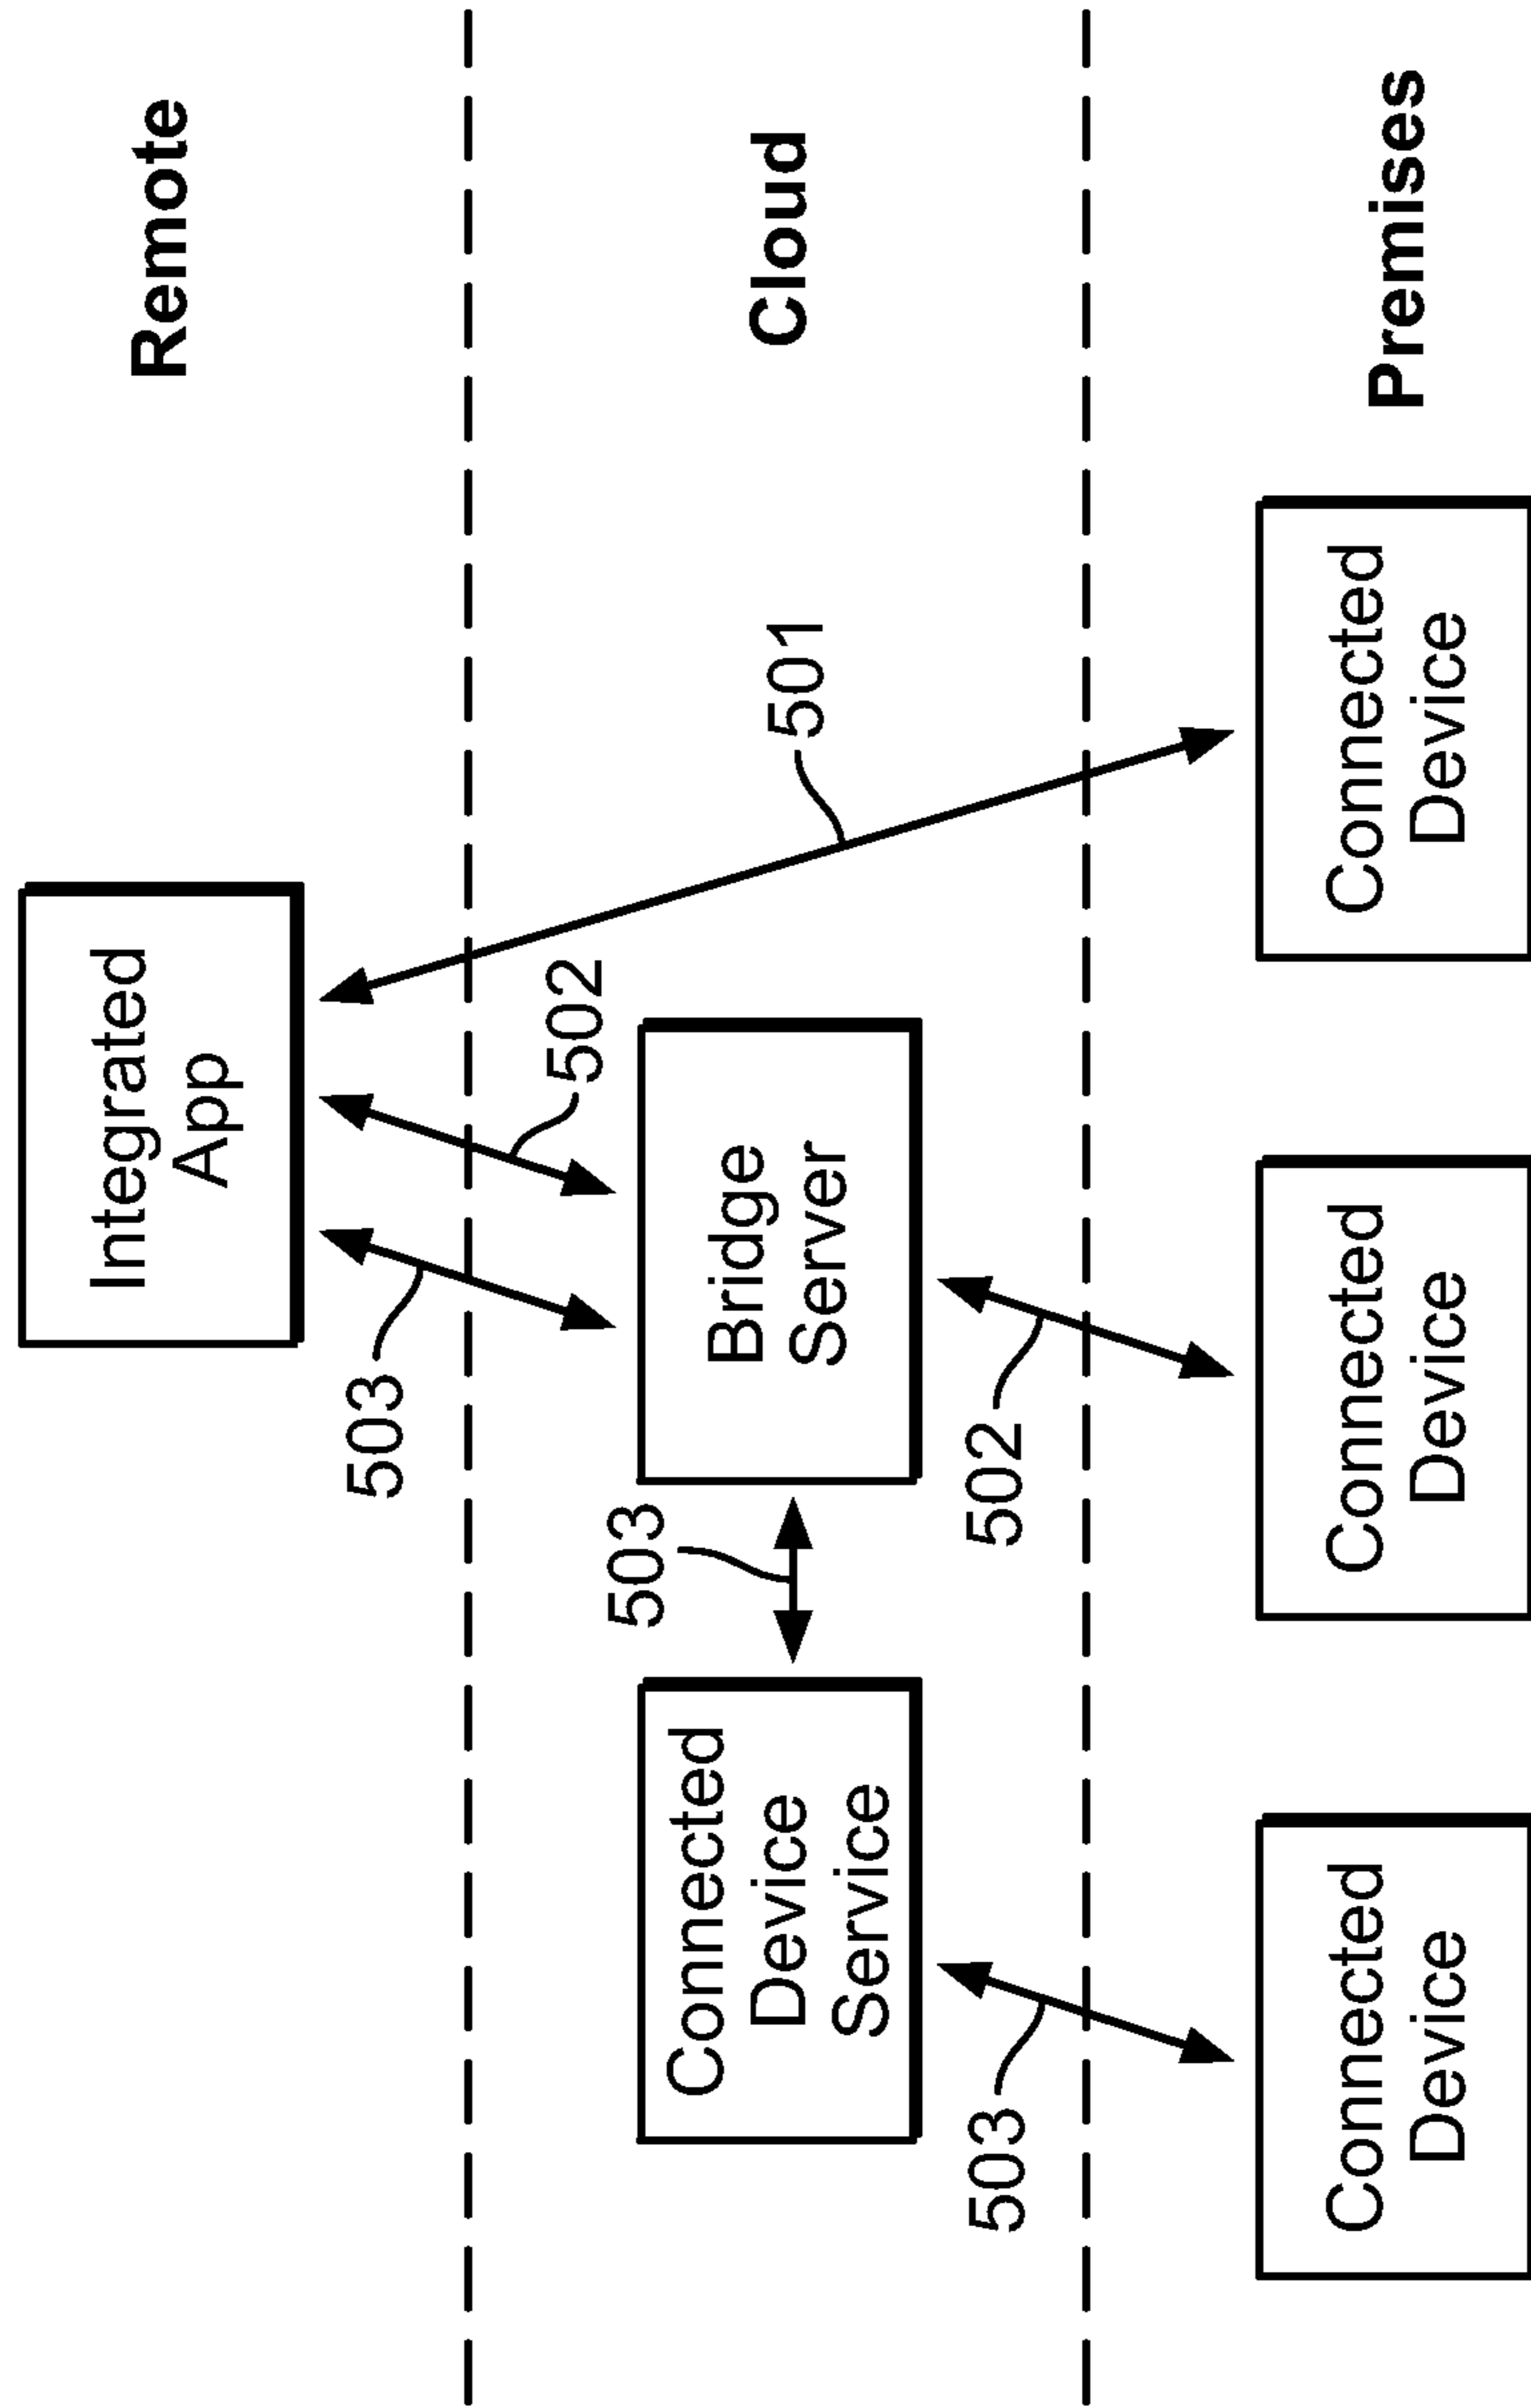 Remote
Integrated
App
503
502
Cloud
501
Connected
Device
Service
503
Bridge
Server
503
502
Premises
Connected
Device
Connected
Device
Connected
Device